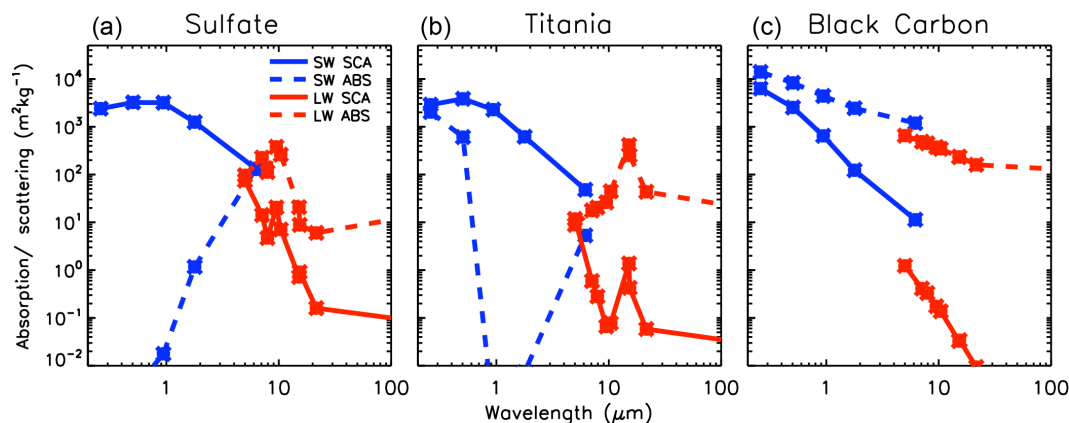 (a) Sulfate
(b) Titania
(c) Black Carbon
Absorption/ scattering (m²kg⁻¹)
10⁴
10³
10²
10¹
10⁰
10⁻¹
10⁻²
SW SCA
SW ABS
LW SCA
LW ABS
1 10 100
1 10 100
1 10 100
Wavelength (μm)